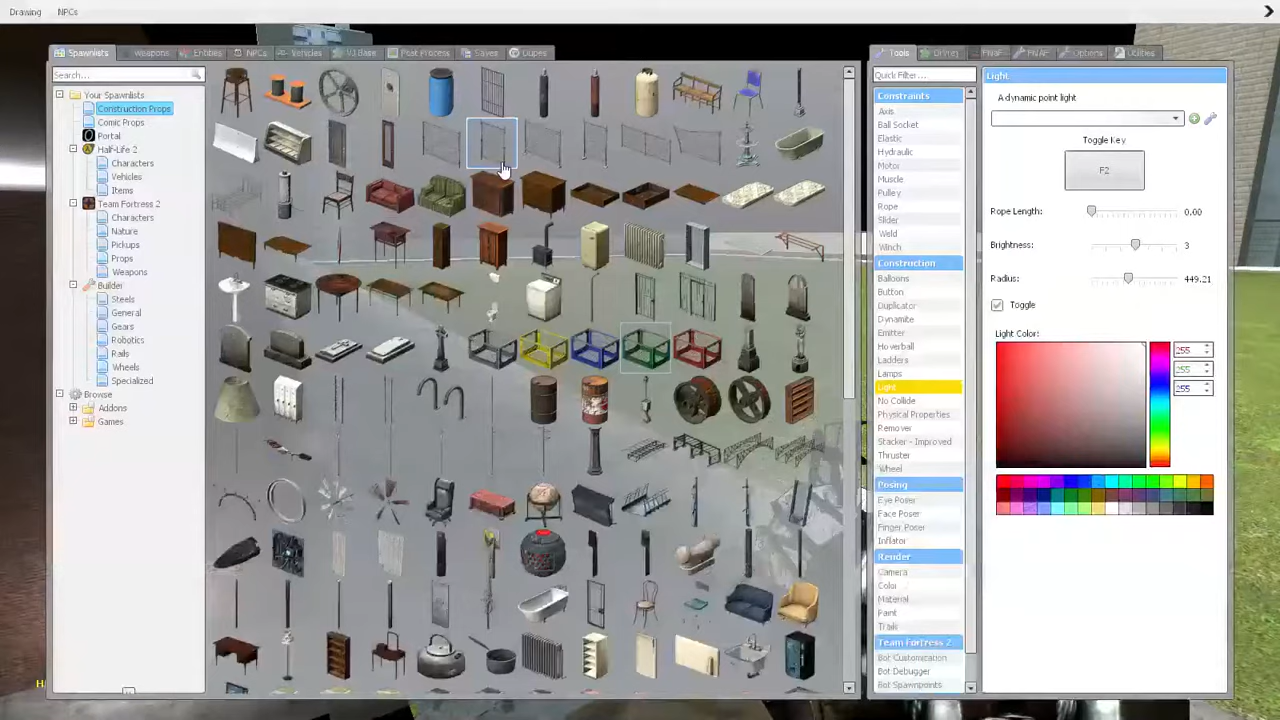 Drawing NPCs
Spawnlists Weapons Entities NPCs Vehicles VJ Base Post Process Saves Dupes
Search...
Your Spawnlists
Construction Props
Comic Props
Portal
Half-Life 2
Characters
Vehicles
Items
Team Fortress 2
Characters
Nature
Pickups
Props
Weapons
Builder
Steels
General
Gears
Robotics
Rails
Wheels
Specialized
Browse
Addons
Games
Tools Options Utilities
Quick Filter...
Constraints
Axis
Ball Socket
Elastic
Hydraulic
Motor
Muscle
Pulley
Rope
Slider
Weld
Winch
Construction
Balloons
Button
Duplicator
Dynamite
Emitter
Hoverball
Ladders
Lamps
Light
No Collide
Physical Properties
Remover
Stacker - Improved
Thruster
Wheel
Posing
Eye Poser
Face Poser
Finger Poser
Inflator
Render
Camera
Color
Material
Paint
Trails
Team Fortress 2
Bot Customization
Bot Debugger
Bot Spawnpoints
Light
A dynamic point light
Toggle Key
F2
Rope Length: 0.00
Brightness: 3
Radius: 449.21
Toggle
Light Color:
255
255
255